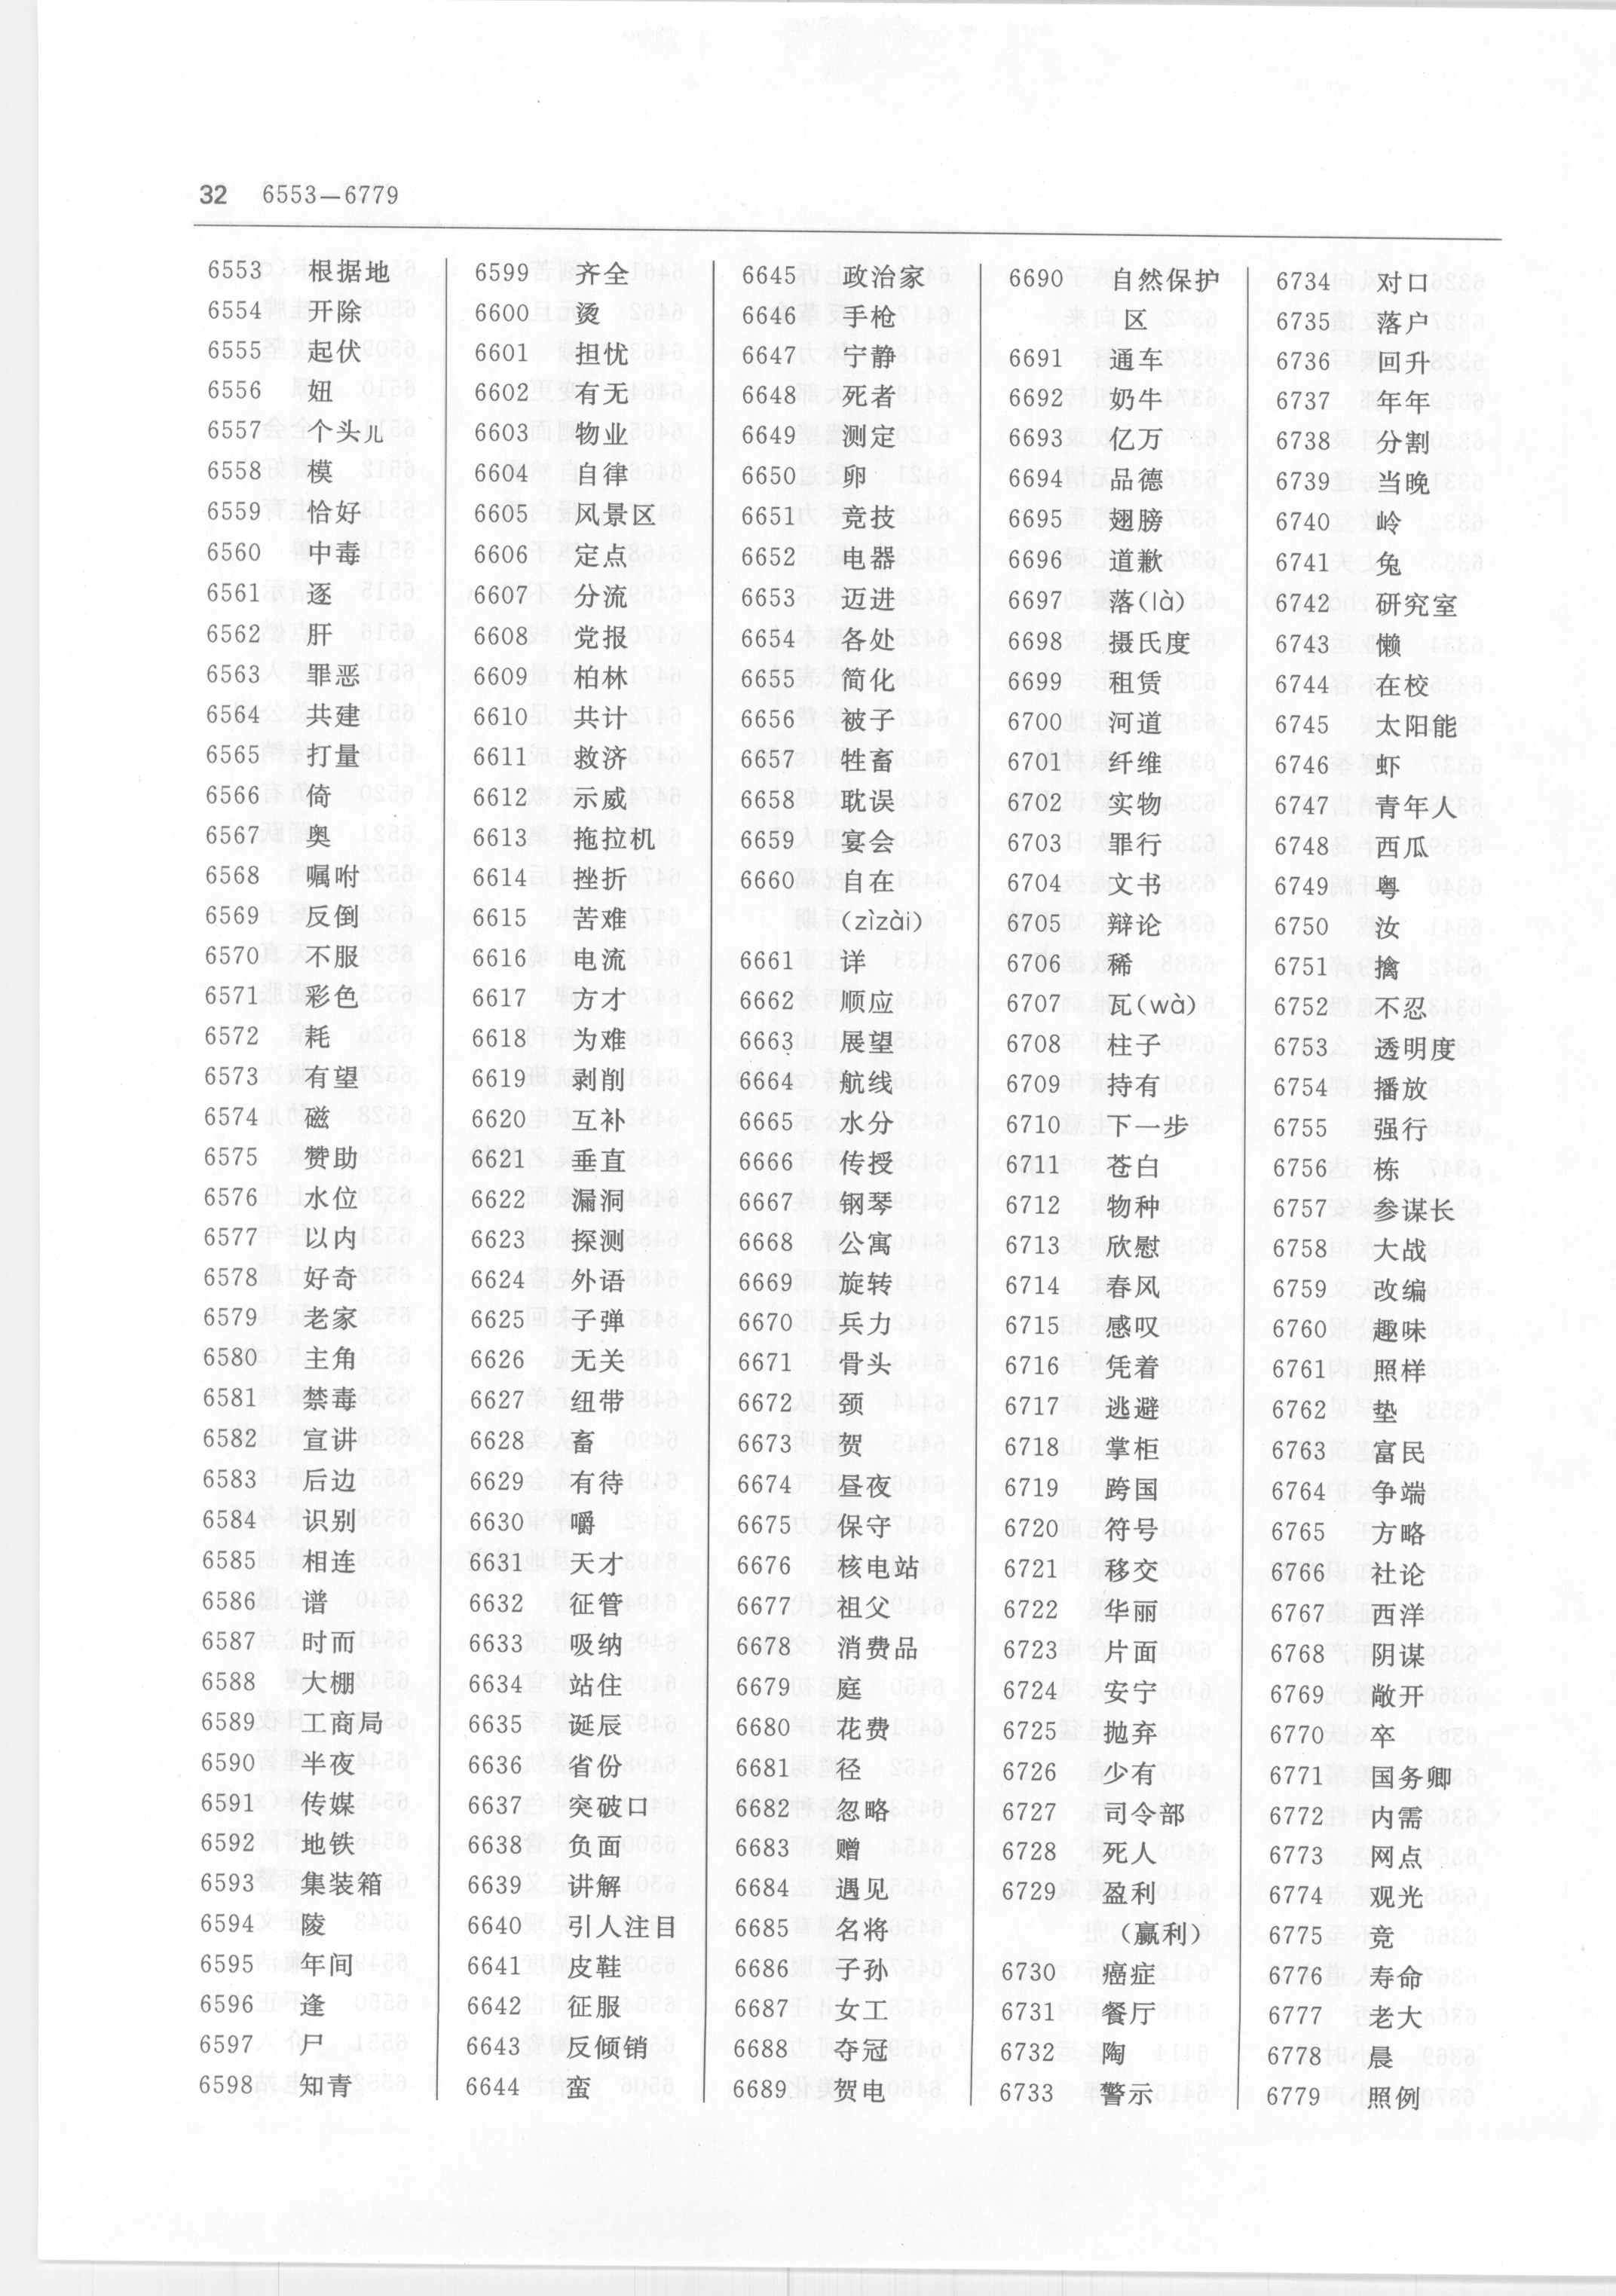 32 6553—6779
6553 根据地
6554 开除
6555 起伏
6556 妞
6557 个头儿
6558 模
6559 恰好
6560 中毒
6561 逐
6562 肝
6563 罪恶
6564 共建
6565 打量
6566 倚
6567 奥
6568 嘱咐
6569 反倒
6570 不服
6571 彩色
6572 耗
6573 有望
6574 磁
6575 赞助
6576 水位
6577 以内
6578 好奇
6579 老家
6580 主角
6581 禁毒
6582 宣讲
6583 后边
6584 识别
6585 相连
6586 谱
6587 时而
6588 大棚
6589 工商局
6590 半夜
6591 传媒
6592 地铁
6593 集装箱
6594 陵
6595 年间
6596 逢
6597 尸
6598 知青
6599 齐全
6600 烫
6601 担忧
6602 有无
6603 物业
6604 自律
6605 风景区
6606 定点
6607 分流
6608 党报
6609 柏林
6610 共计
6611 救济
6612 示威
6613 拖拉机
6614 挫折
6615 苦难
6616 电流
6617 方才
6618 为难
6619 剥削
6620 互补
6621 垂直
6622 漏洞
6623 探测
6624 外语
6625 子弹
6626 无关
6627 纽带
6628 畜
6629 有待
6630 嚼
6631 天才
6632 征管
6633 吸纳
6634 站住
6635 诞辰
6636 省份
6637 突破口
6638 负面
6639 讲解
6640 引人注目
6641 皮鞋
6642 征服
6643 反倾销
6644 蛮
6645 政治家
6646 手枪
6647 宁静
6648 死者
6649 测定
6650 卵
6651 竞技
6652 电器
6653 迈进
6654 各处
6655 简化
6656 被子
6657 牲畜
6658 耽误
6659 宴会
6660 自在
(zìzài)
6661 详
6662 顺应
6663 展望
6664 航线
6665 水分
6666 传授
6667 钢琴
6668 公寓
6669 旋转
6670 兵力
6671 骨头
6672 颈
6673 贺
6674 昼夜
6675 保守
6676 核电站
6677 祖父
6678 消费品
6679 庭
6680 花费
6681 径
6682 忽略
6683 赠
6684 遇见
6685 名将
6686 子孙
6687 女工
6688 夺冠
6689 贺电
6690 自然保护
区
6691 通车
6692 奶牛
6693 亿万
6694 品德
6695 翅膀
6696 道歉
6697 落(là)
6698 摄氏度
6699 租赁
6700 河道
6701 纤维
6702 实物
6703 罪行
6704 文书
6705 辩论
6706 稀
6707 瓦(wà)
6708 柱子
6709 持有
6710 下一步
6711 苍白
6712 物种
6713 欣慰
6714 春风
6715 感叹
6716 凭着
6717 逃避
6718 掌柜
6719 跨国
6720 符号
6721 移交
6722 华丽
6723 片面
6724 安宁
6725 抛弃
6726 少有
6727 司令部
6728 死人
6729 盈利
(赢利)
6730 癌症
6731 餐厅
6732 陶
6733 警示
6734 对口
6735 落户
6736 回升
6737 年年
6738 分割
6739 当晚
6740 岭
6741 兔
6742 研究室
6743 懒
6744 在校
6745 太阳能
6746 虾
6747 青年人
6748 西瓜
6749 粤
6750 汝
6751 擒
6752 不忍
6753 透明度
6754 播放
6755 强行
6756 栋
6757 参谋长
6758 大战
6759 改编
6760 趣味
6761 照样
6762 垫
6763 富民
6764 争端
6765 方略
6766 社论
6767 西洋
6768 阴谋
6769 敞开
6770 卒
6771 国务卿
6772 内需
6773 网点
6774 观光
6775 竞
6776 寿命
6777 老大
6778 晨
6779 照例